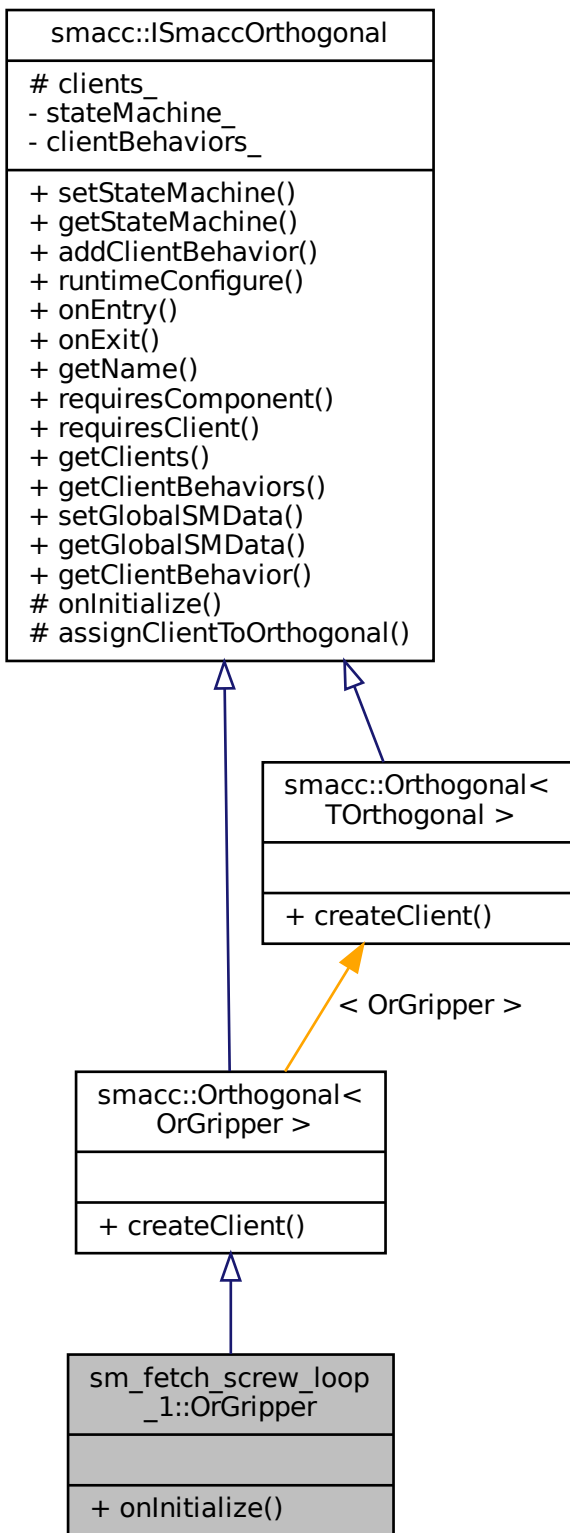 smacc::ISmaccOrthogonal
# clients_
- stateMachine_
- clientBehaviors_
+ setStateMachine()
+ getStateMachine()
+ addClientBehavior()
+ runtimeConfigure()
+ onEntry()
+ onExit()
+ getName()
+ requiresComponent()
+ requiresClient()
+ getClients()
+ getClientBehaviors()
+ setGlobalSMData()
+ getGlobalSMData()
+ getClientBehavior()
# onInitialize()
# assignClientToOrthogonal()
smacc::Orthogonal<
TOrthogonal >
+ createClient()
< OrGripper >
smacc::Orthogonal<
OrGripper >
+ createClient()
sm_fetch_screw_loop
_1::OrGripper
+ onInitialize()